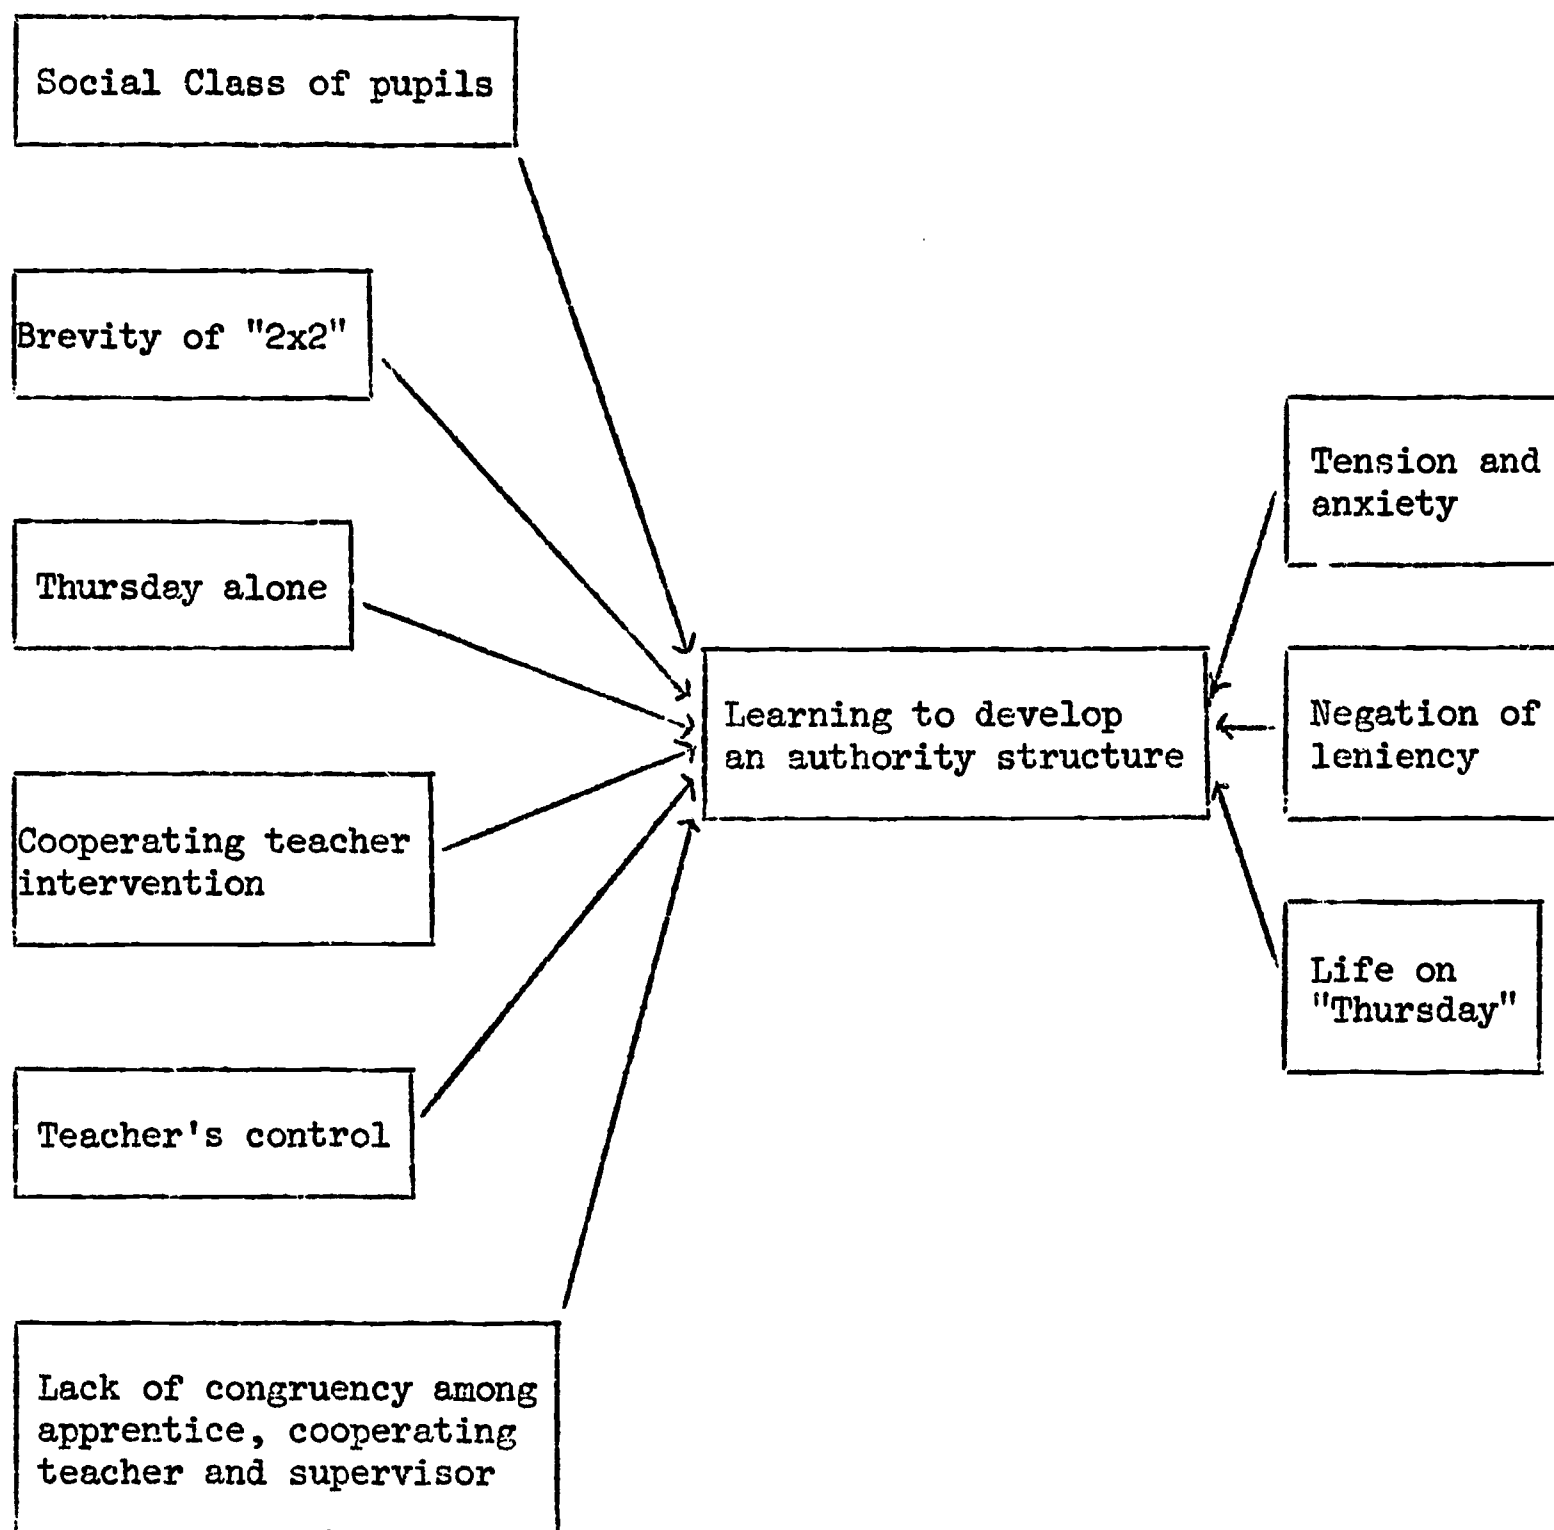 Social Class of pupils
Brevity of "2x2"
Thursday alone
Cooperating teacher
intervention
Teacher's control
Lack of congruency among
apprentice, cooperating
teacher and supervisor
Learning to develop
an authority structure
Tension and
anxiety
Negation of
leniency
Life on
"Thursday"